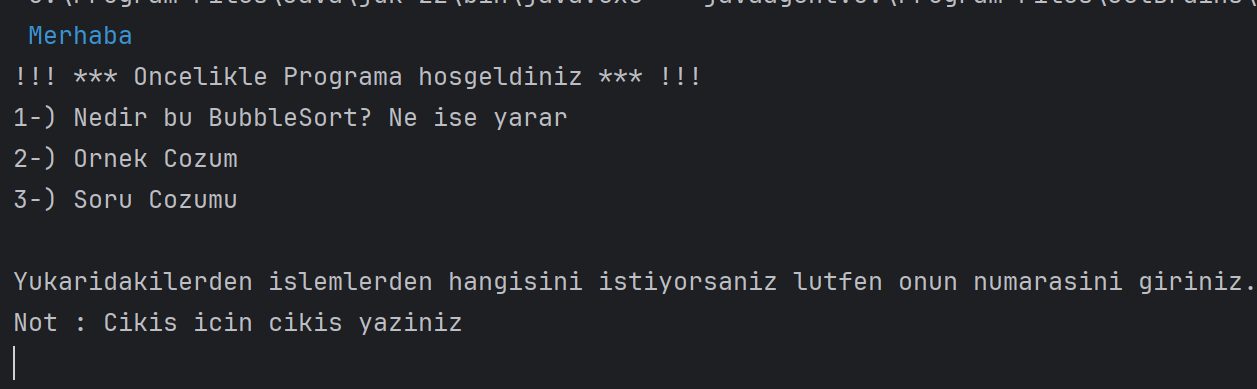 Merhaba
!!! *** Oncelikle Programa hosgeldiniz *** !!!
1-) Nedir bu BubbleSort? Ne ise yarar
2-) Ornek Cozum
3-) Soru Cozumu
Yukaridakilerden islemlerden hangisini istiyorsaniz lutfen onun numarasini giriniz.
Not : Cikis icin cikis yaziniz